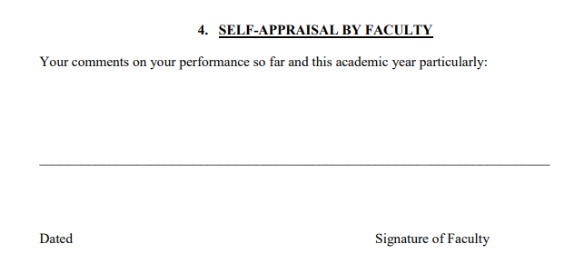 4. SELF-APPRAISAL BY FACULTY
Your comments on your performance so far and this academic year particularly:
Dated Signature of Faculty